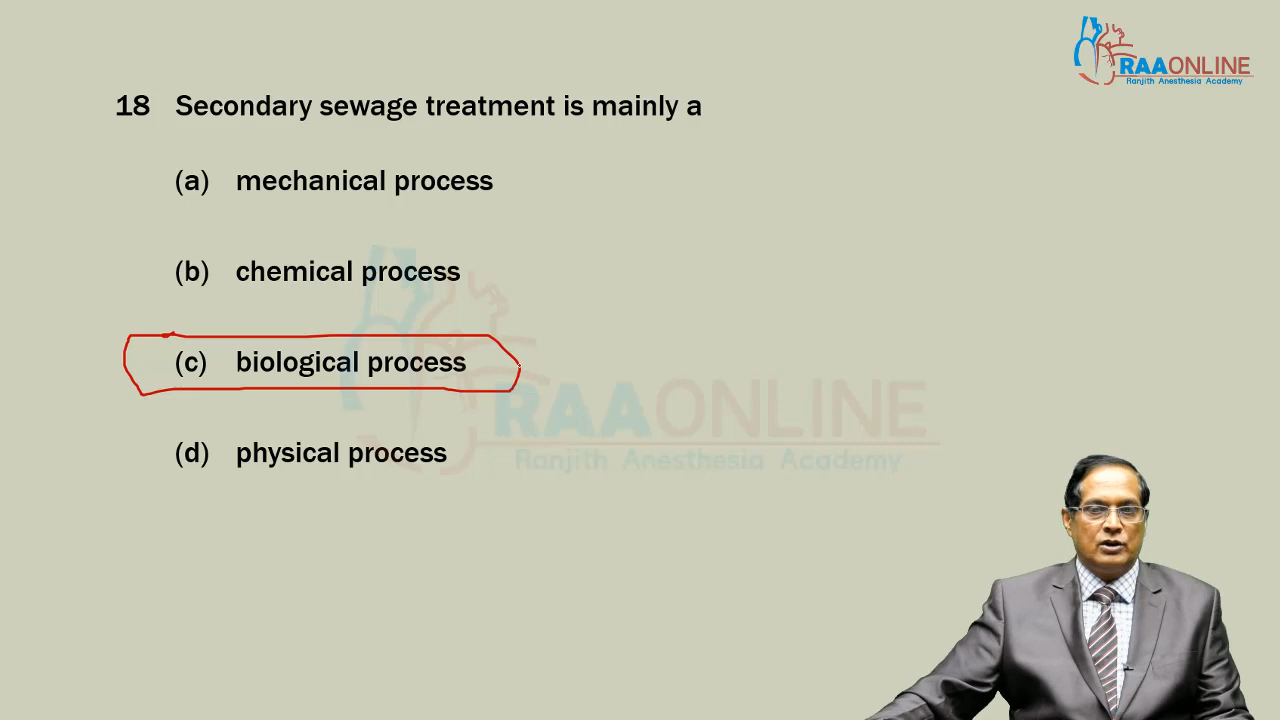 RAAONLINE
Ranjith Anesthesia Academy
18 Secondary sewage treatment is mainly a
(a) mechanical process
(b) chemical process
(c) biological process
(d) physical process
RAAONLINE
Ranjith Anesthesia Academy